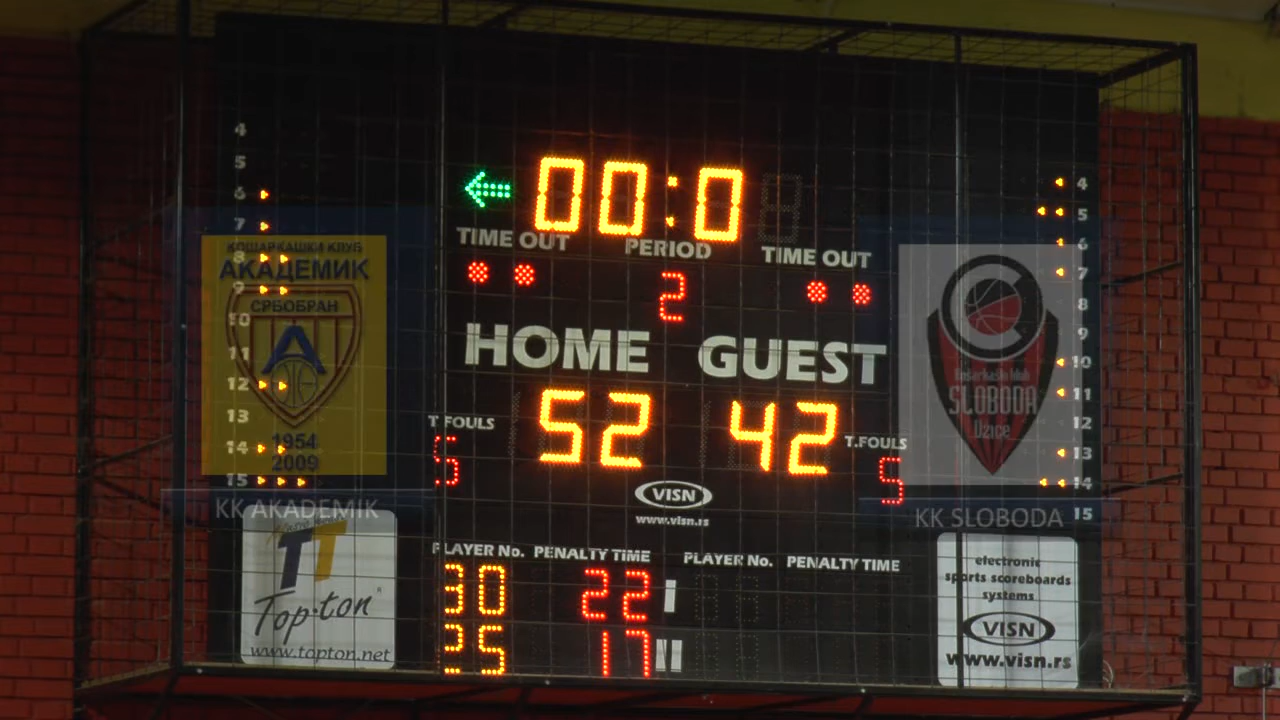 00:0
TIME OUT
PERIOD
TIME OUT
2
HOME
GUEST
52
42
T.FOULS
5
T.FOULS
5
VISN
www.visn.rs
4
5
6
7
8
9
10
11
12
13
14
15
4
5
6
7
8
9
10
11
12
13
14
15
КОШАРКАШКИ КЛУБ
АКАДЕМИК
СРБОБРАН
А
1954
2009
KK AKADEMIK
Košarkaški klub
SLOBODA
Užice
KK SLOBODA
TT
Top·ton
www.topton.net
PLAYER No. PENALTY TIME
PLAYER No. PENALTY TIME
30 22 I
25 17 II
electronic
sports scoreboards
systems
VISN
www.visn.rs